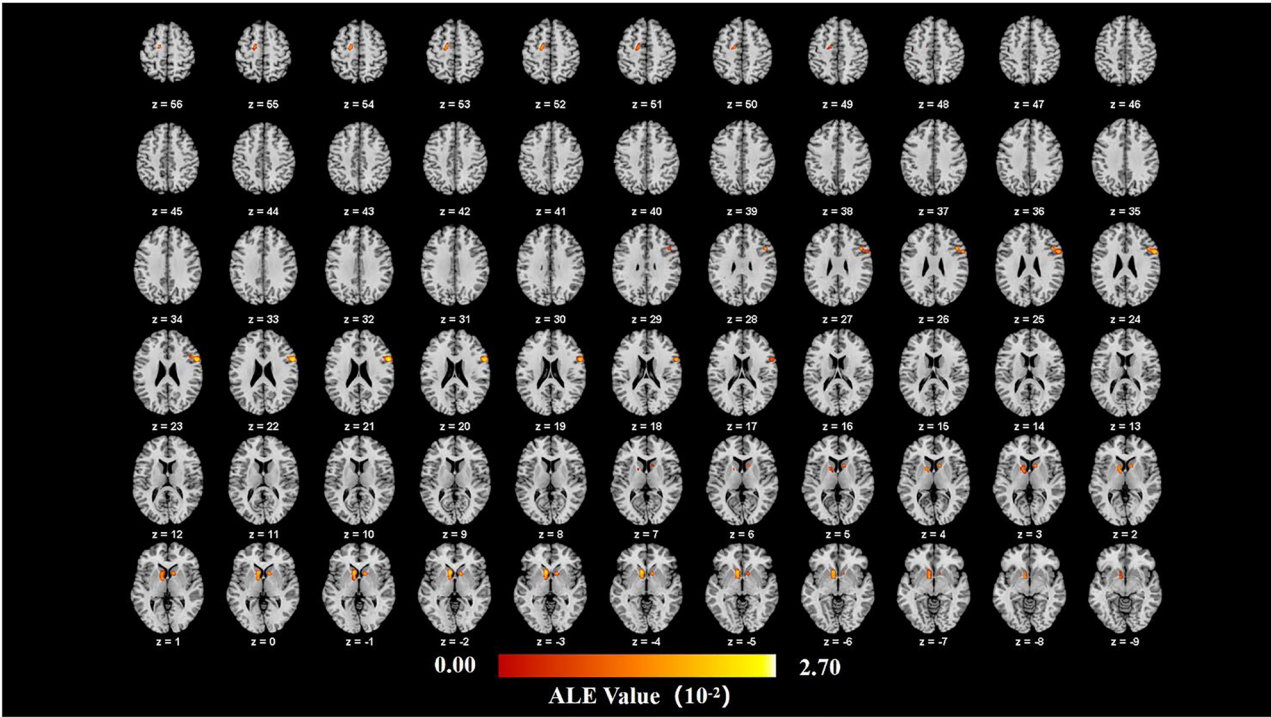 z = 56 z = 55 z = 54 z = 53 z = 52 z = 51 z = 50 z = 49 z = 48 z = 47 z = 46
z = 45 z = 44 z = 43 z = 42 z = 41 z = 40 z = 39 z = 38 z = 37 z = 36 z = 35
z = 34 z = 33 z = 32 z = 31 z = 30 z = 29 z = 28 z = 27 z = 26 z = 25 z = 24
z = 23 z = 22 z = 21 z = 20 z = 19 z = 18 z = 17 z = 16 z = 15 z = 14 z = 13
z = 12 z = 11 z = 10 z = 9 z = 8 z = 7 z = 6 z = 5 z = 4 z = 3 z = 2
z = 1 z = 0 z = -1 z = -2 z = -3 z = -4 z = -5 z = -6 z = -7 z = -8 z = -9
0.00 2.70
ALE Value（10⁻²）